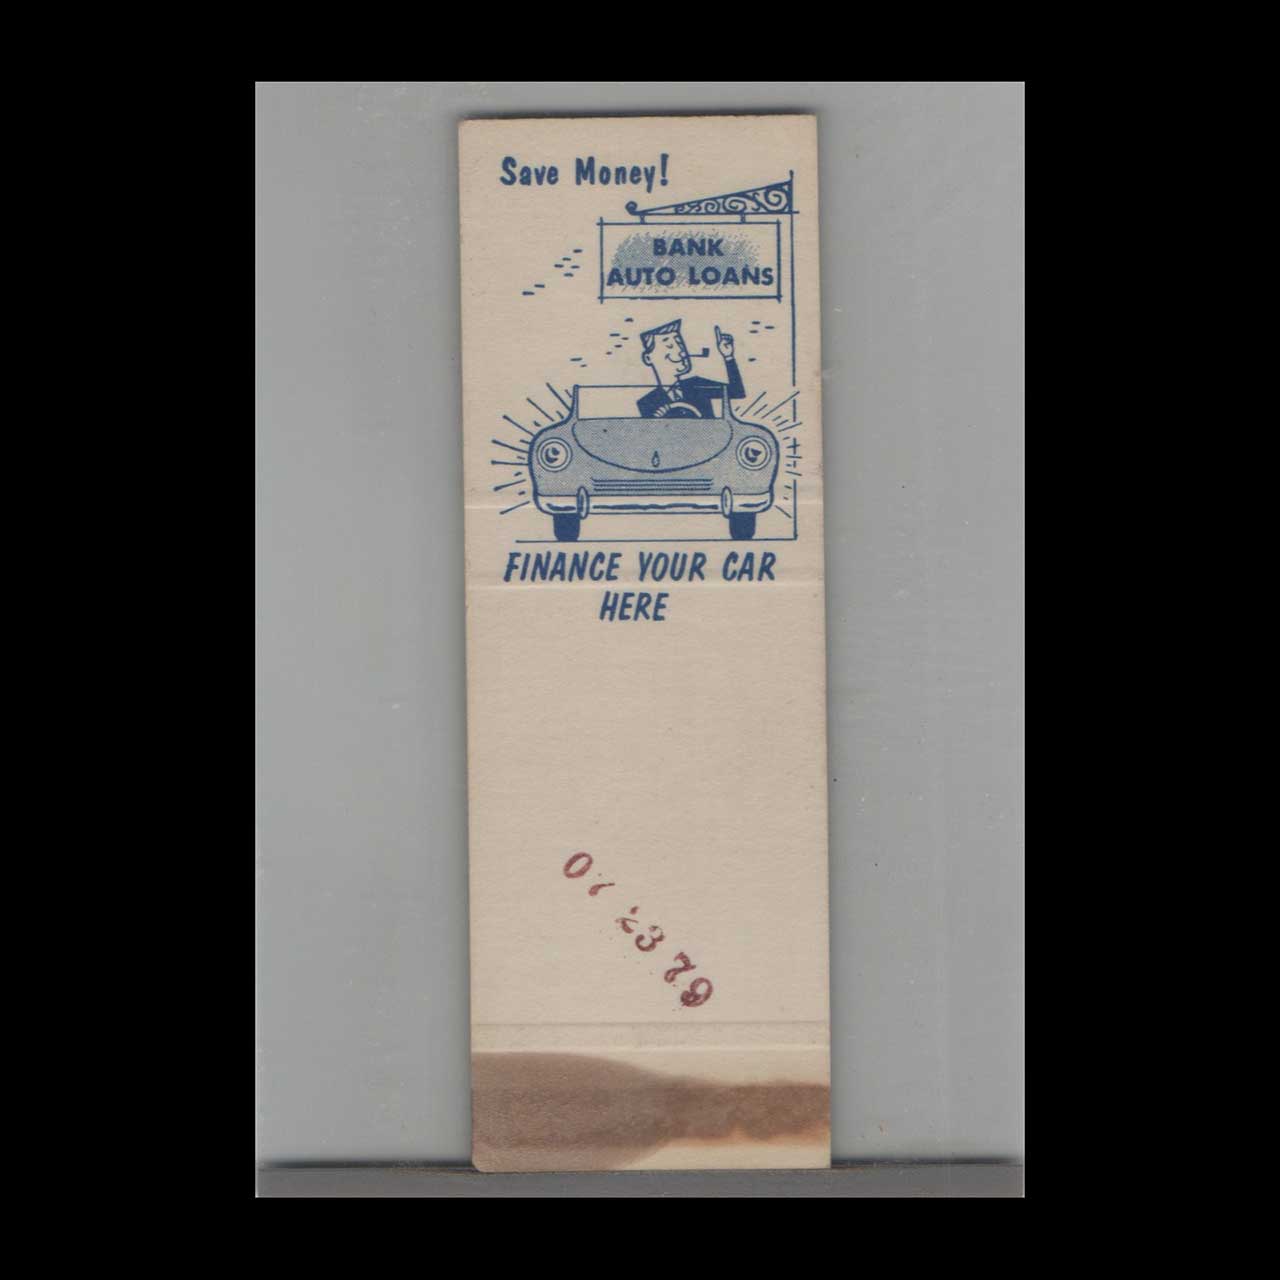 Save Money!
BANK
AUTO LOANS
FINANCE YOUR CAR
HERE